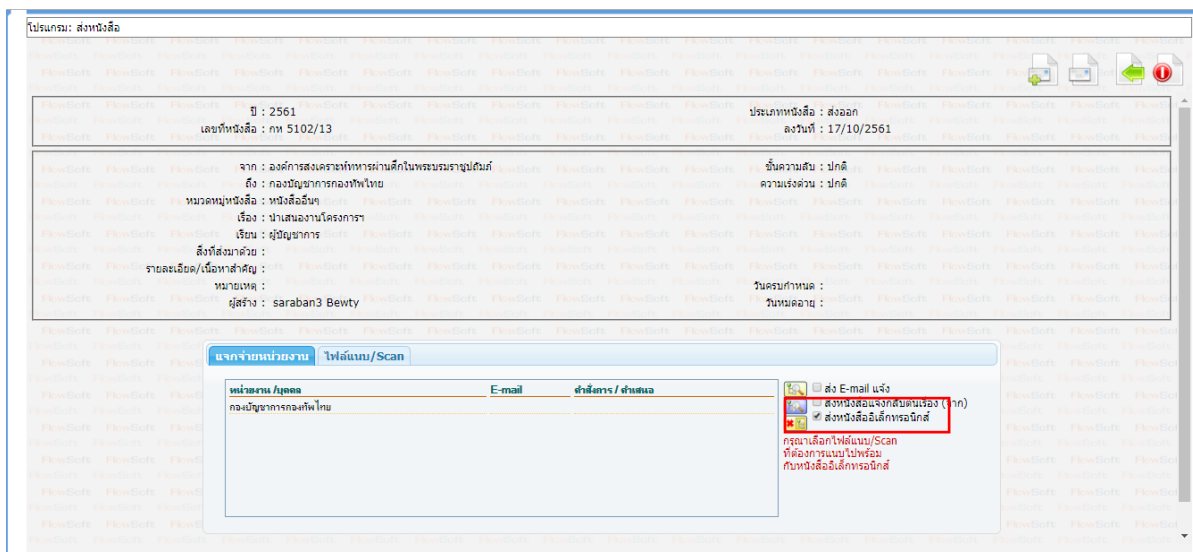 โปรแกรม: ส่งหนังสือ
ปี : 2561 ประเภทหนังสือ : ส่งออก
เลขที่หนังสือ : กห 5102/13 ลงวันที่ : 17/10/2561
จาก : องค์การสงเคราะห์ทหารผ่านศึกในพระบรมราชูปถัมภ์ ชั้นความลับ : ปกติ
ถึง : กองบัญชาการกองทัพไทย ความเร่งด่วน : ปกติ
หมวดหมู่หนังสือ : หนังสืออื่นๆ
เรื่อง : นำเสนองานโครงการฯ
เรียน : ผู้บัญชาการ
สิ่งที่ส่งมาด้วย :
รายละเอียด/เนื้อหาสำคัญ :
หมายเหตุ : วันครบกำหนด :
ผู้สร้าง : saraban3 Bewty วันหมดอายุ :
แจกจ่ายหน่วยงาน ไฟล์แนบ/Scan
หน่วยงาน /บุคคล E-mail คำสั่งการ / คำเสนอ
กองบัญชาการกองทัพไทย
ส่ง E-mail แจ้ง
ส่งหนังสือแจ้งกลับต้นเรื่อง (จาก)
ส่งหนังสืออิเล็กทรอนิกส์
กรุณาเลือกไฟล์แนบ/Scan
ที่ต้องการแนบไปพร้อม
กับหนังสืออิเล็กทรอนิกส์
FlowSoft